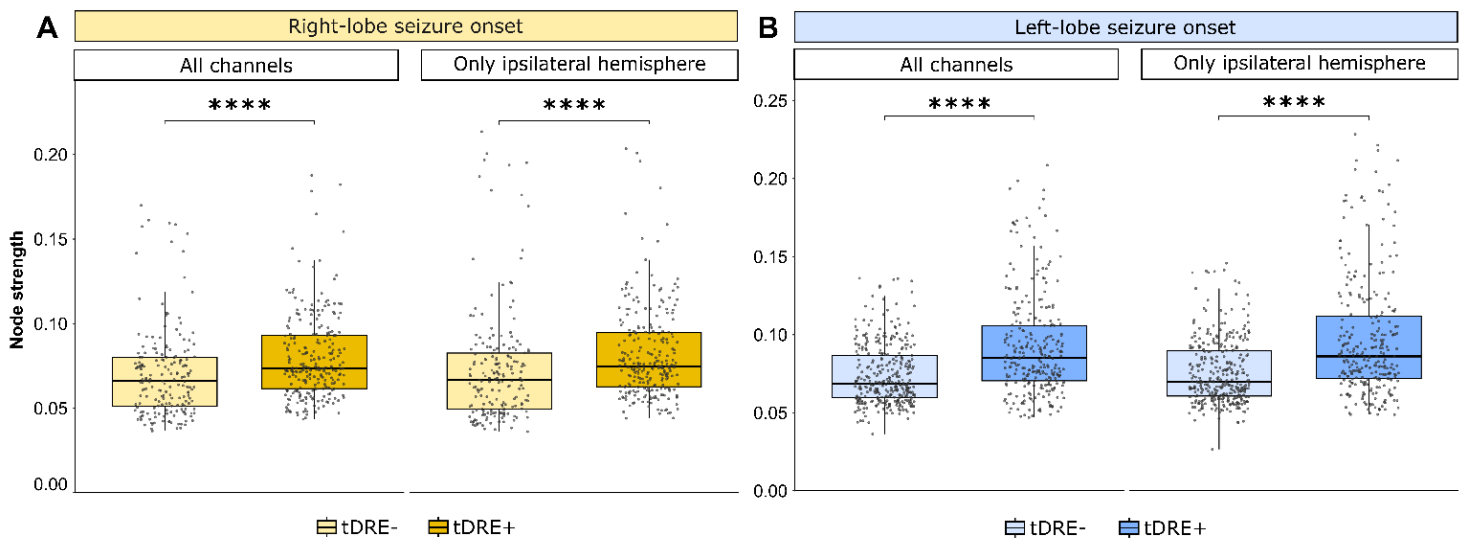 A
Right-lobe seizure onset
All channels
Only ipsilateral hemisphere
****
****
Node strength
0.20
0.15
0.10
0.05
0.00
tDRE-
tDRE+
B
Left-lobe seizure onset
All channels
Only ipsilateral hemisphere
****
****
0.25
0.20
0.15
0.10
0.05
0.00
tDRE-
tDRE+